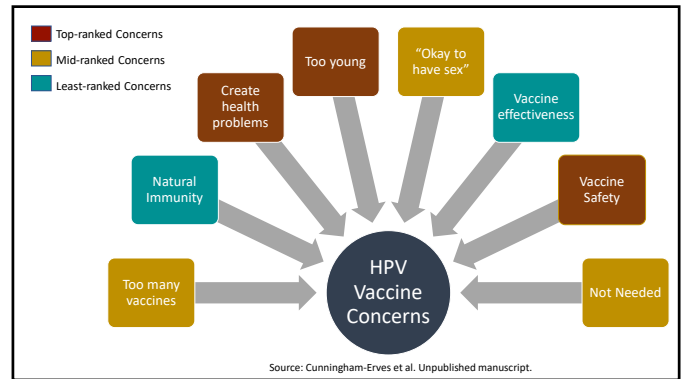 Top-ranked Concerns
Mid-ranked Concerns
Least-ranked Concerns
Too young
“Okay to
have sex”
Create
health
problems
Vaccine
effectiveness
Natural
Immunity
Vaccine
Safety
Too many
vaccines
HPV
Vaccine
Concerns
Not Needed
Source: Cunningham-Erves et al. Unpublished manuscript.